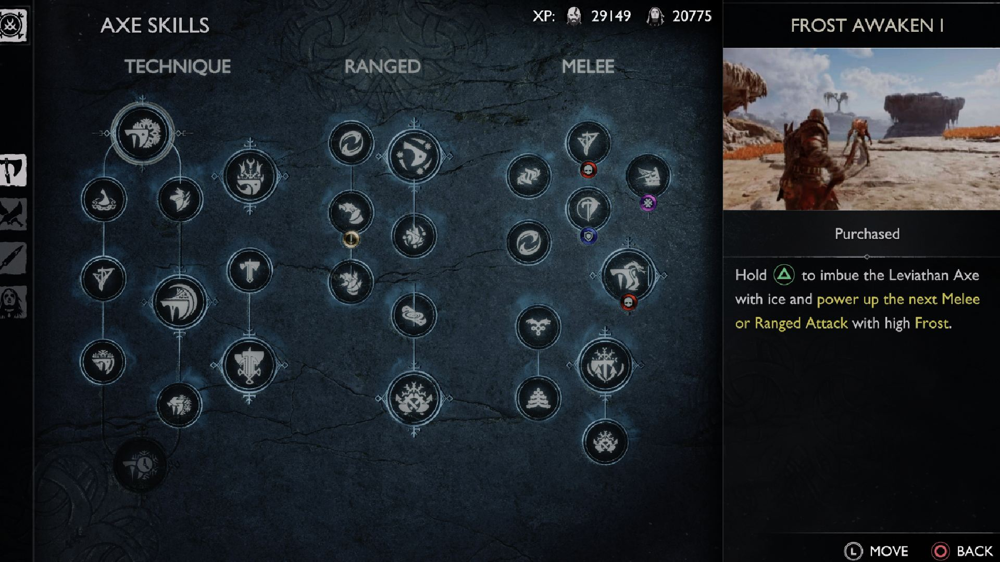 AXE SKILLS
XP: 29149 20775
TECHNIQUE
RANGED
MELEE
FROST AWAKEN I
Purchased
Hold to imbue the Leviathan Axe
with ice and power up the next Melee
or Ranged Attack with high Frost.
L MOVE BACK